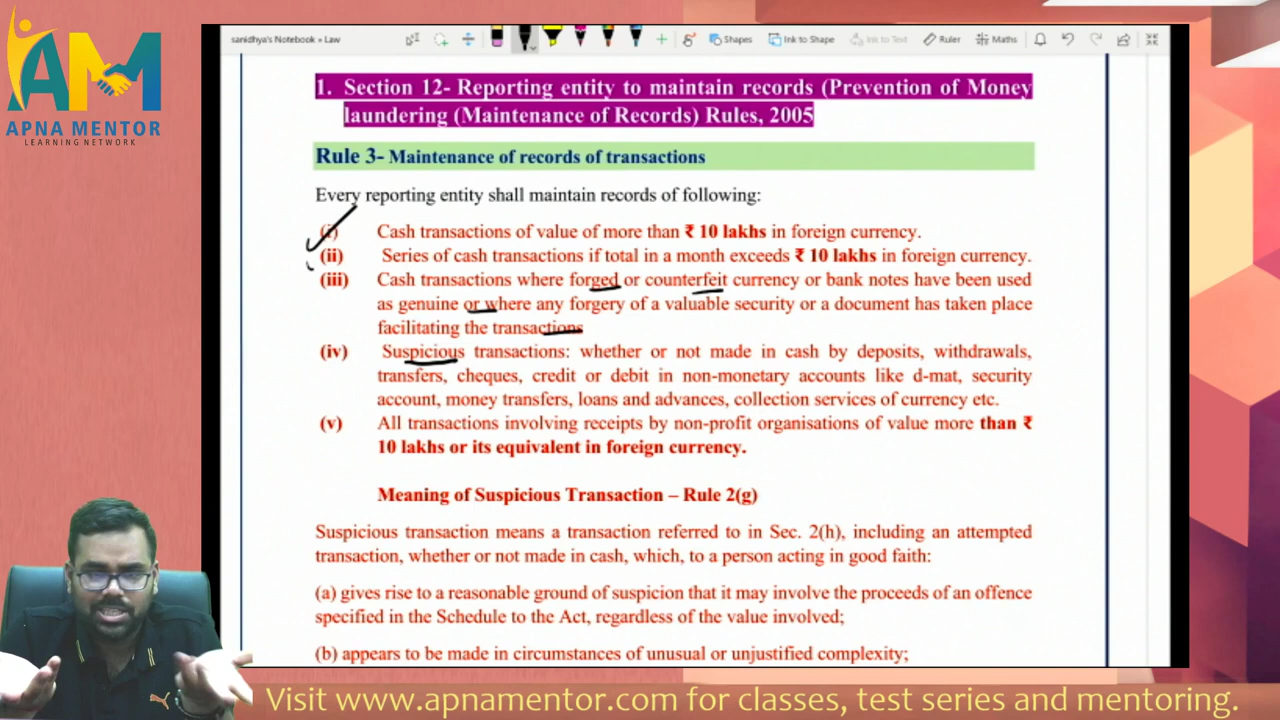 AM
APNA MENTOR
LEARNING NETWORK
sanidhya's Notebook » Law
Shapes
Ink to Shape
Ink to Text
Ruler
Maths
1. Section 12- Reporting entity to maintain records (Prevention of Money
laundering (Maintenance of Records) Rules, 2005
Rule 3- Maintenance of records of transactions
Every reporting entity shall maintain records of following:
(i) Cash transactions of value of more than ₹ 10 lakhs in foreign currency.
(ii) Series of cash transactions if total in a month exceeds ₹ 10 lakhs in foreign currency.
(iii) Cash transactions where forged or counterfeit currency or bank notes have been used
as genuine or where any forgery of a valuable security or a document has taken place
facilitating the transactions
(iv) Suspicious transactions: whether or not made in cash by deposits, withdrawals,
transfers, cheques, credit or debit in non-monetary accounts like d-mat, security
account, money transfers, loans and advances, collection services of currency etc.
(v) All transactions involving receipts by non-profit organisations of value more than ₹
10 lakhs or its equivalent in foreign currency.
Meaning of Suspicious Transaction – Rule 2(g)
Suspicious transaction means a transaction referred to in Sec. 2(h), including an attempted
transaction, whether or not made in cash, which, to a person acting in good faith:
(a) gives rise to a reasonable ground of suspicion that it may involve the proceeds of an offence
specified in the Schedule to the Act, regardless of the value involved;
(b) appears to be made in circumstances of unusual or unjustified complexity;
Visit www.apnamentor.com for classes, test series and mentoring.